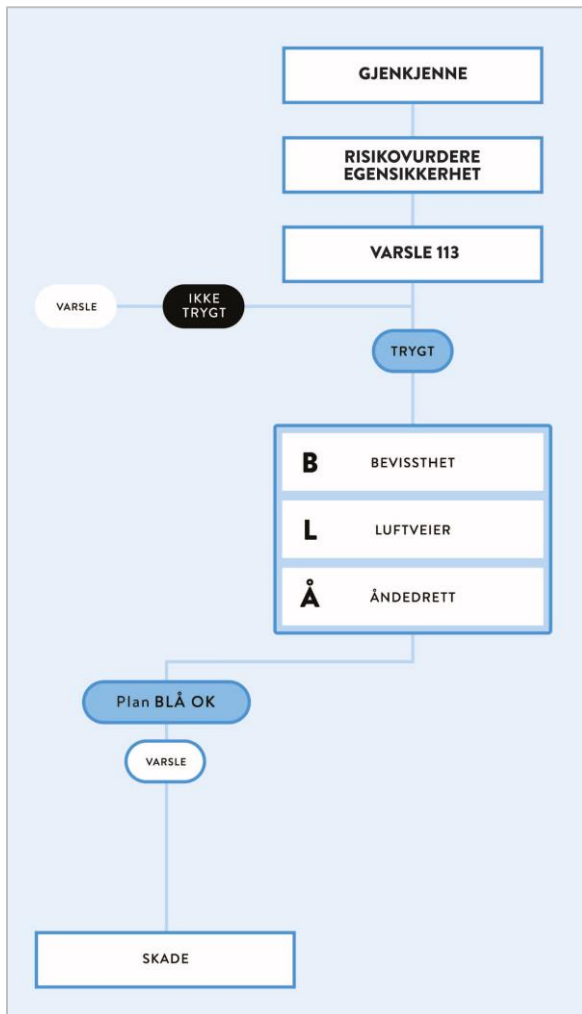 GJENKJENNE
RISIKOVURDERE
EGENSIKKERHET
VARSLE 113
VARSLE
IKKE
TRYGT
TRYGT
B BEVISSTHET
L LUFTVEIER
Å ÅNDEDRETT
Plan BLÅ OK
VARSLE
SKADE